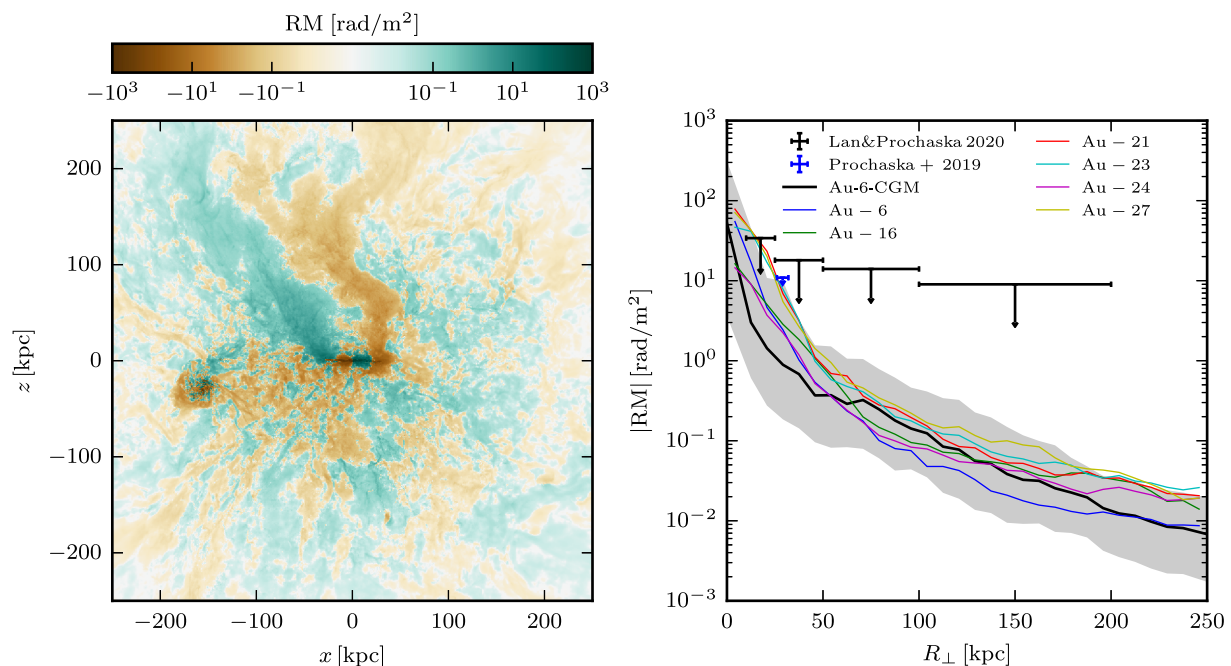 RM [rad/m²]
−10³ −10¹ −10⁻¹ 10⁻¹ 10¹ 10³
200
100
0
−100
−200
z [kpc]
−200 −100 0 100 200
x [kpc]
10³
10²
10¹
10⁰
10⁻¹
10⁻²
10⁻³
|RM| [rad/m²]
Lan&Prochaska 2020
Prochaska + 2019
Au-6-CGM
Au − 6
Au − 16
Au − 21
Au − 23
Au − 24
Au − 27
0 50 100 150 200 250
R⊥ [kpc]